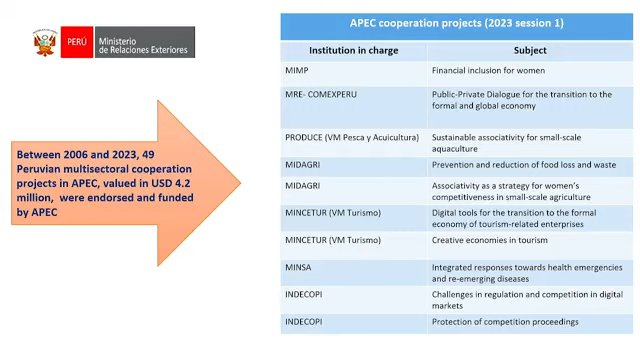 PERÚ
Ministerio
de Relaciones Exteriores
Between 2006 and 2023, 49
Peruvian multisectoral cooperation
projects in APEC, valued in USD 4.2
million, were endorsed and funded
by APEC
APEC cooperation projects (2023 session 1)
Institution in charge Subject
MIMP Financial inclusion for women
MRE- COMEXPERU Public-Private Dialogue for the transition to the
formal and global economy
PRODUCE (VM Pesca y Acuicultura) Sustainable associativity for small-scale
aquaculture
MIDAGRI Prevention and reduction of food loss and waste
MIDAGRI Associativity as a strategy for women's
competitiveness in small-scale agriculture
MINCETUR (VM Turismo) Digital tools for the transition to the formal
economy of tourism-related enterprises
MINCETUR (VM Turismo) Creative economies in tourism
MINSA Integrated responses towards health emergencies
and re-emerging diseases
INDECOPI Challenges in regulation and competition in digital
markets
INDECOPI Protection of competition proceedings